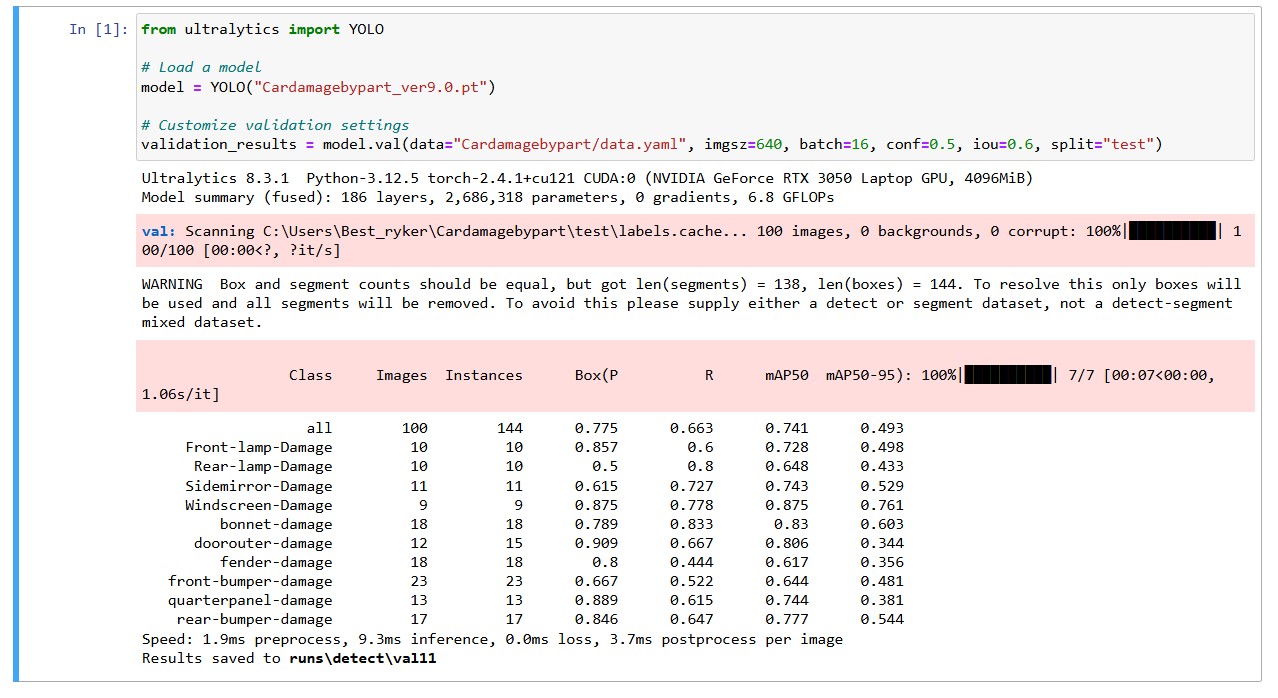 In [1]: from ultralytics import YOLO
# Load a model
model = YOLO("Cardamagebypart_ver9.0.pt")
# Customize validation settings
validation_results = model.val(data="Cardamagebypart/data.yaml", imgsz=640, batch=16, conf=0.5, iou=0.6, split="test")
Ultralytics 8.3.1  Python-3.12.5 torch-2.4.1+cu121 CUDA:0 (NVIDIA GeForce RTX 3050 Laptop GPU, 4096MiB)
Model summary (fused): 186 layers, 2,686,318 parameters, 0 gradients, 6.8 GFLOPs
val: Scanning C:\Users\Best_ryker\Cardamagebypart\test\labels.cache... 100 images, 0 backgrounds, 0 corrupt: 100%|██████████| 1
00/100 [00:00<?, ?it/s]
WARNING  Box and segment counts should be equal, but got len(segments) = 138, len(boxes) = 144. To resolve this only boxes will
be used and all segments will be removed. To avoid this please supply either a detect or segment dataset, not a detect-segment
mixed dataset.
Class Images Instances Box(P R mAP50 mAP50-95): 100%|██████████| 7/7 [00:07<00:00,
1.06s/it]
all 100 144 0.775 0.663 0.741 0.493
Front-lamp-Damage 10 10 0.857 0.6 0.728 0.498
Rear-lamp-Damage 10 10 0.5 0.8 0.648 0.433
Sidemirror-Damage 11 11 0.615 0.727 0.743 0.529
Windscreen-Damage 9 9 0.875 0.778 0.875 0.761
bonnet-damage 18 18 0.789 0.833 0.83 0.603
doorouter-damage 12 15 0.909 0.667 0.806 0.344
fender-damage 18 18 0.8 0.444 0.617 0.356
front-bumper-damage 23 23 0.667 0.522 0.644 0.481
quarterpanel-damage 13 13 0.889 0.615 0.744 0.381
rear-bumper-damage 17 17 0.846 0.647 0.777 0.544
Speed: 1.9ms preprocess, 9.3ms inference, 0.0ms loss, 3.7ms postprocess per image
Results saved to runs\detect\val11